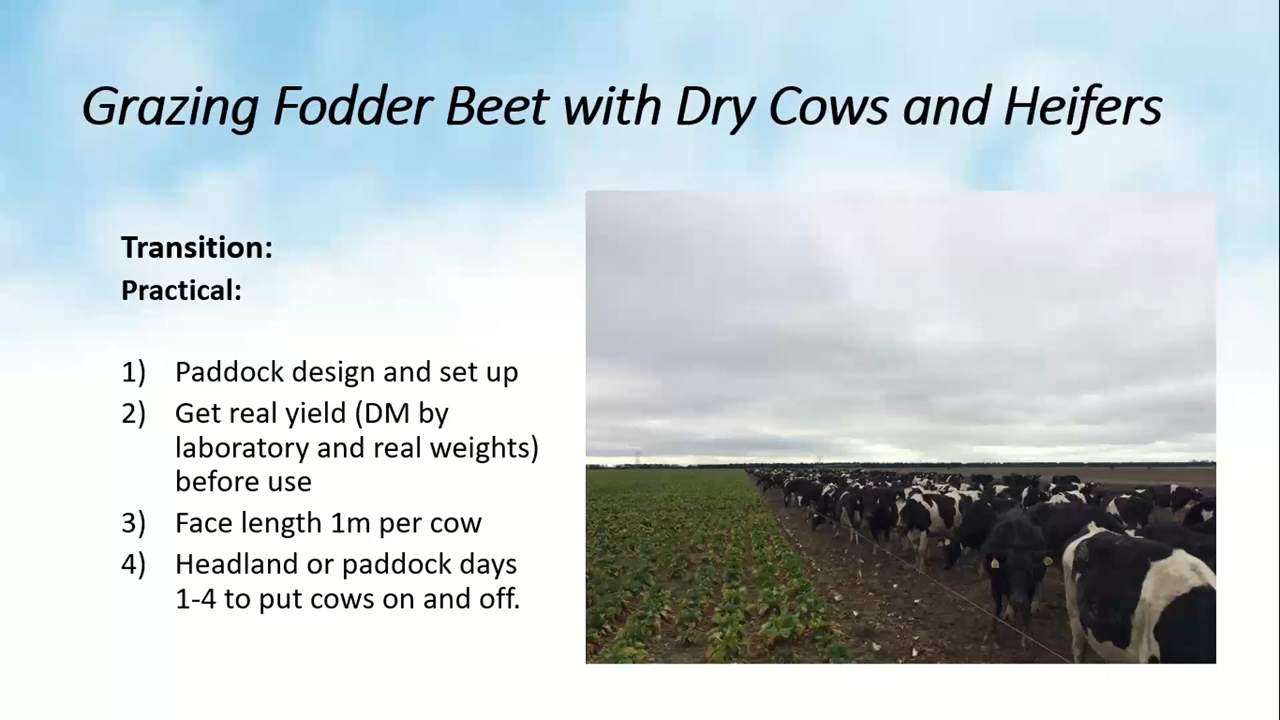 Grazing Fodder Beet with Dry Cows and Heifers
Transition:
Practical:
1) Paddock design and set up
2) Get real yield (DM by
laboratory and real weights)
before use
3) Face length 1m per cow
4) Headland or paddock days
1-4 to put cows on and off.